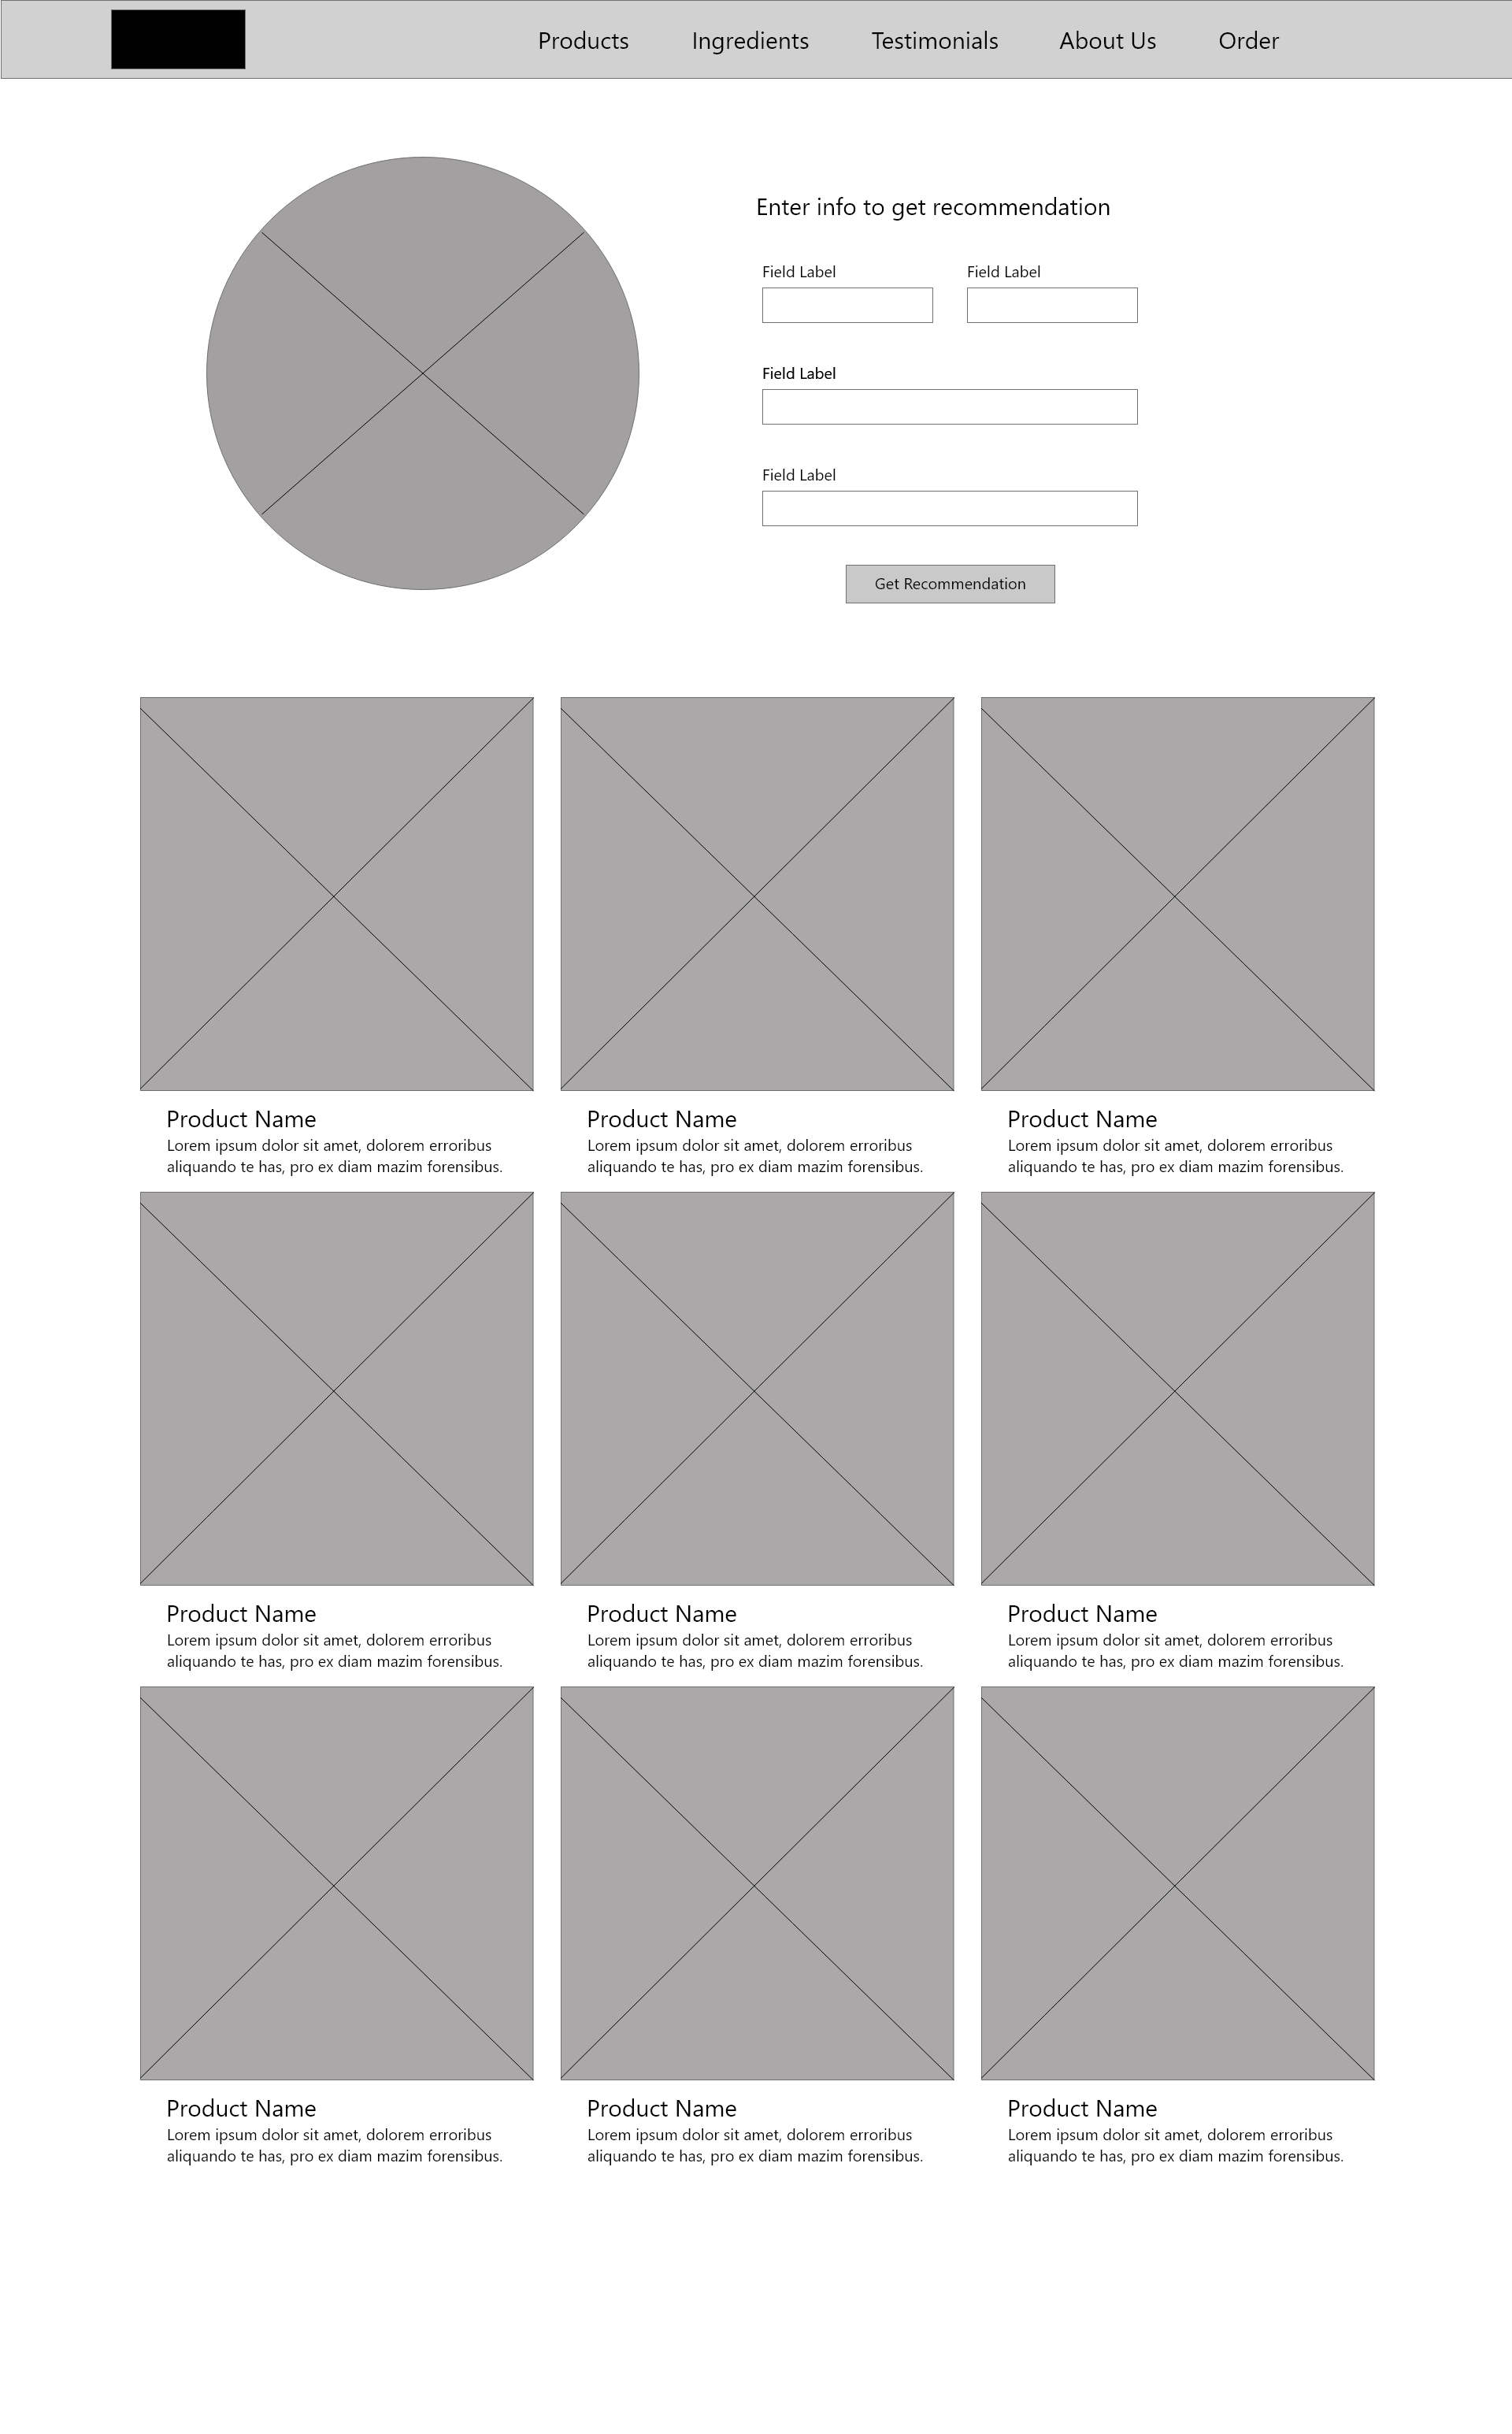 Products Ingredients Testimonials About Us Order
Enter info to get recommendation
Field Label Field Label
Field Label
Field Label
Get Recommendation
Product Name Product Name Product Name
Lorem ipsum dolor sit amet, dolorem erroribus Lorem ipsum dolor sit amet, dolorem erroribus Lorem ipsum dolor sit amet, dolorem erroribus
aliquando te has, pro ex diam mazim forensibus. aliquando te has, pro ex diam mazim forensibus. aliquando te has, pro ex diam mazim forensibus.
Product Name Product Name Product Name
Lorem ipsum dolor sit amet, dolorem erroribus Lorem ipsum dolor sit amet, dolorem erroribus Lorem ipsum dolor sit amet, dolorem erroribus
aliquando te has, pro ex diam mazim forensibus. aliquando te has, pro ex diam mazim forensibus. aliquando te has, pro ex diam mazim forensibus.
Product Name Product Name Product Name
Lorem ipsum dolor sit amet, dolorem erroribus Lorem ipsum dolor sit amet, dolorem erroribus Lorem ipsum dolor sit amet, dolorem erroribus
aliquando te has, pro ex diam mazim forensibus. aliquando te has, pro ex diam mazim forensibus. aliquando te has, pro ex diam mazim forensibus.